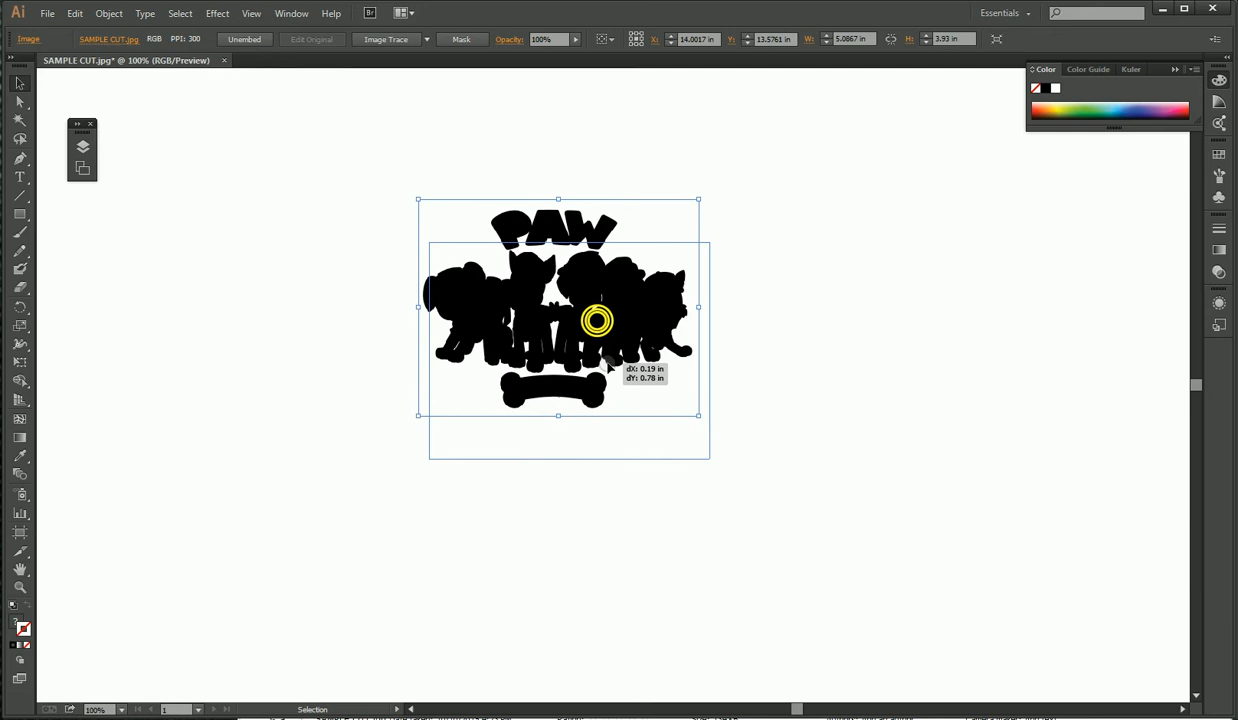 Ai File Edit Object Type Select Effect View Window Help Br Essentials
Image SAMPLE CUT.jpg RGB PPI: 300 Unembed Edit Original Image Trace Mask Opacity: 100% X: 14.0017 in Y: 13.5761 in W: 5.0867 in H: 3.93 in
SAMPLE CUT.jpg* @ 100% (RGB/Preview)
Color Color Guide Kuler
PAW
dX: 0.19 in
dY: 0.78 in
100% 1 Selection